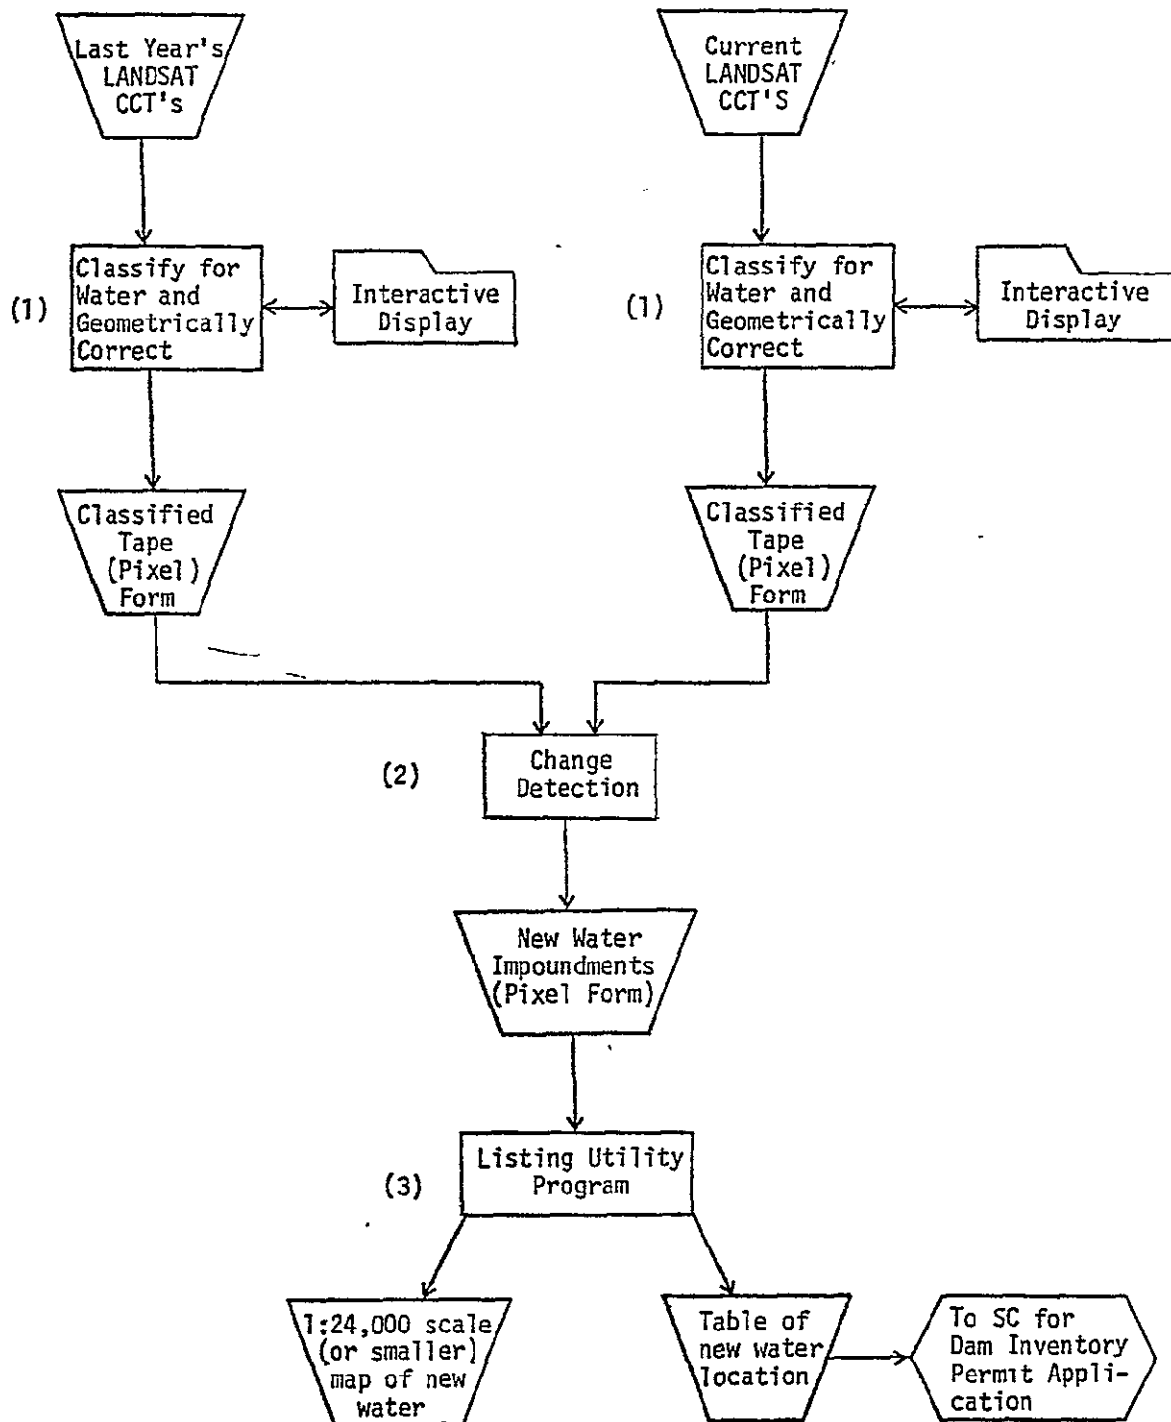 Last Year's
LANDSAT
CCT's
Current
LANDSAT
CCT'S
(1)
Classify for
Water and
Geometrically
Correct
Interactive
Display
(1)
Classify for
Water and
Geometrically
Correct
Interactive
Display
Classified
Tape
(Pixel)
Form
Classified
Tape
(Pixel)
Form
(2)
Change
Detection
New Water
Impoundments
(Pixel Form)
(3)
Listing Utility
Program
1:24,000 scale
(or smaller)
map of new
water
Table of
new water
location
To SC for
Dam Inventory
Permit Appli-
cation